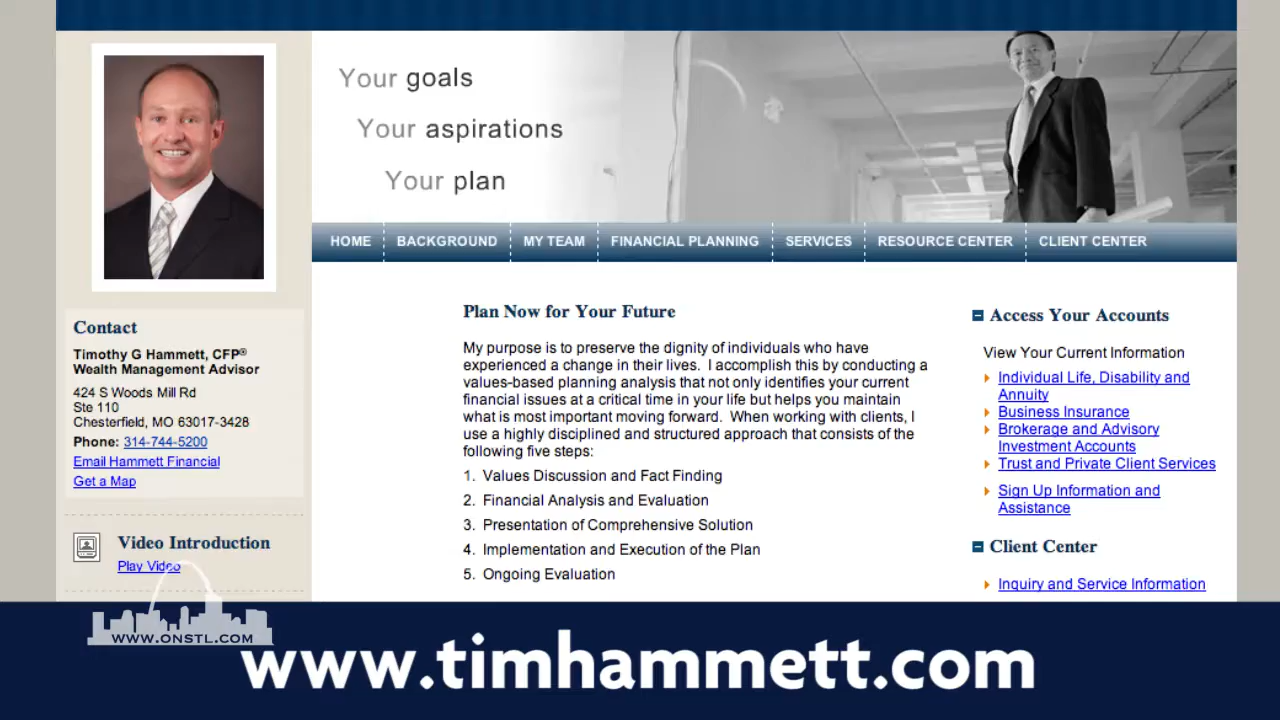 Your goals
Your aspirations
Your plan
HOME
BACKGROUND
MY TEAM
FINANCIAL PLANNING
SERVICES
RESOURCE CENTER
CLIENT CENTER
Contact
Timothy G Hammett, CFP®
Wealth Management Advisor
424 S Woods Mill Rd
Ste 110
Chesterfield, MO 63017-3428
Phone: 314-744-5200
Email Hammett Financial
Get a Map
Video Introduction
Play Video
Plan Now for Your Future
My purpose is to preserve the dignity of individuals who have
experienced a change in their lives. I accomplish this by conducting a
values-based planning analysis that not only identifies your current
financial issues at a critical time in your life but helps you maintain
what is most important moving forward. When working with clients, I
use a highly disciplined and structured approach that consists of the
following five steps:
1. Values Discussion and Fact Finding
2. Financial Analysis and Evaluation
3. Presentation of Comprehensive Solution
4. Implementation and Execution of the Plan
5. Ongoing Evaluation
Access Your Accounts
View Your Current Information
Individual Life, Disability and
Annuity
Business Insurance
Brokerage and Advisory
Investment Accounts
Trust and Private Client Services
Sign Up Information and
Assistance
Client Center
Inquiry and Service Information
WWW.ONSTL.COM
www.timhammett.com